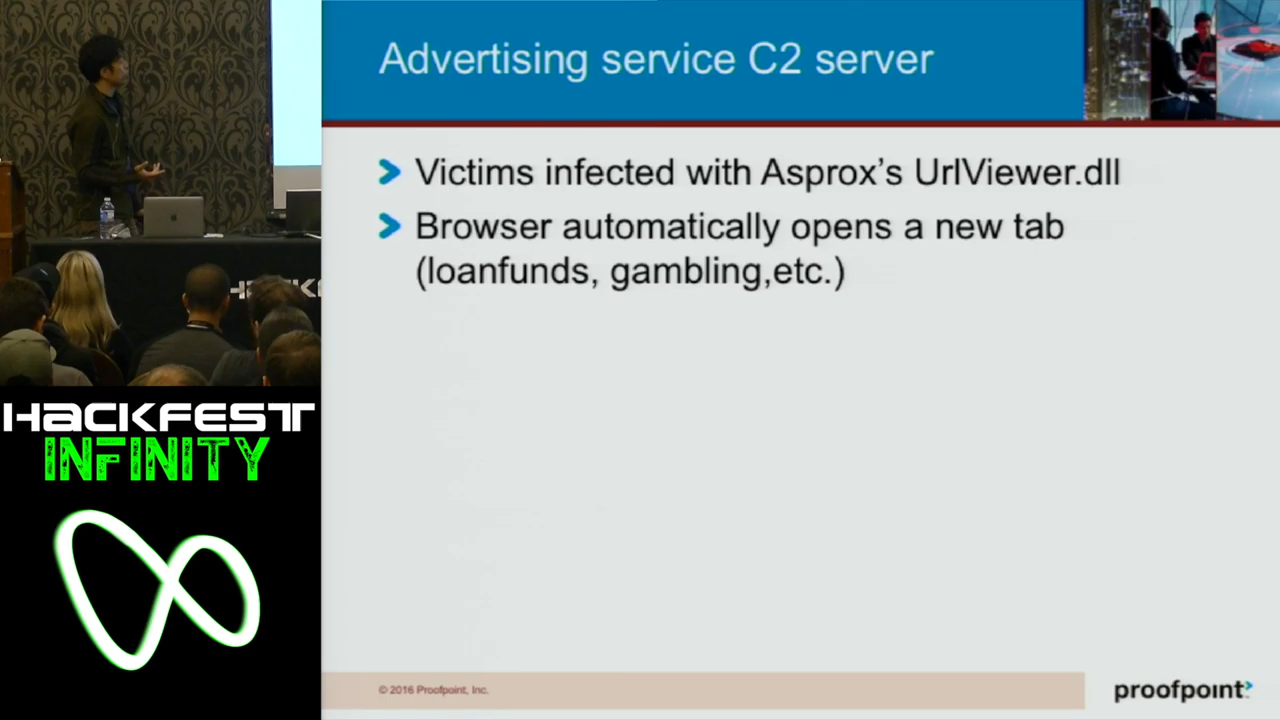 Advertising service C2 server
Victims infected with Asprox's UrlViewer.dll
Browser automatically opens a new tab
(loanfunds, gambling,etc.)
HACKFEST
INFINITY
© 2016 Proofpoint, Inc.
proofpoint